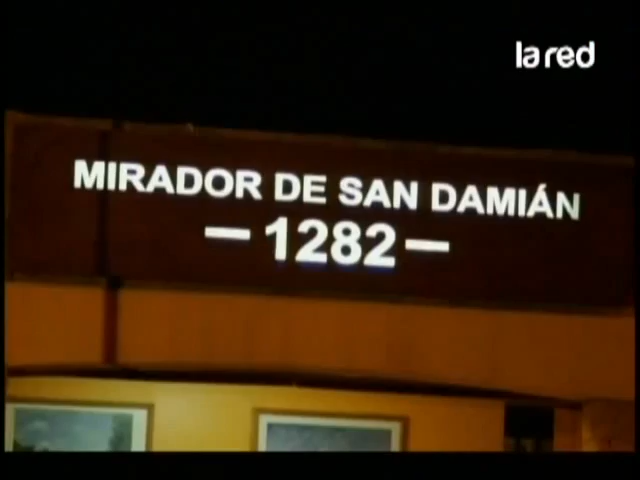 la red
MIRADOR DE SAN DAMIÁN
— 1282 —